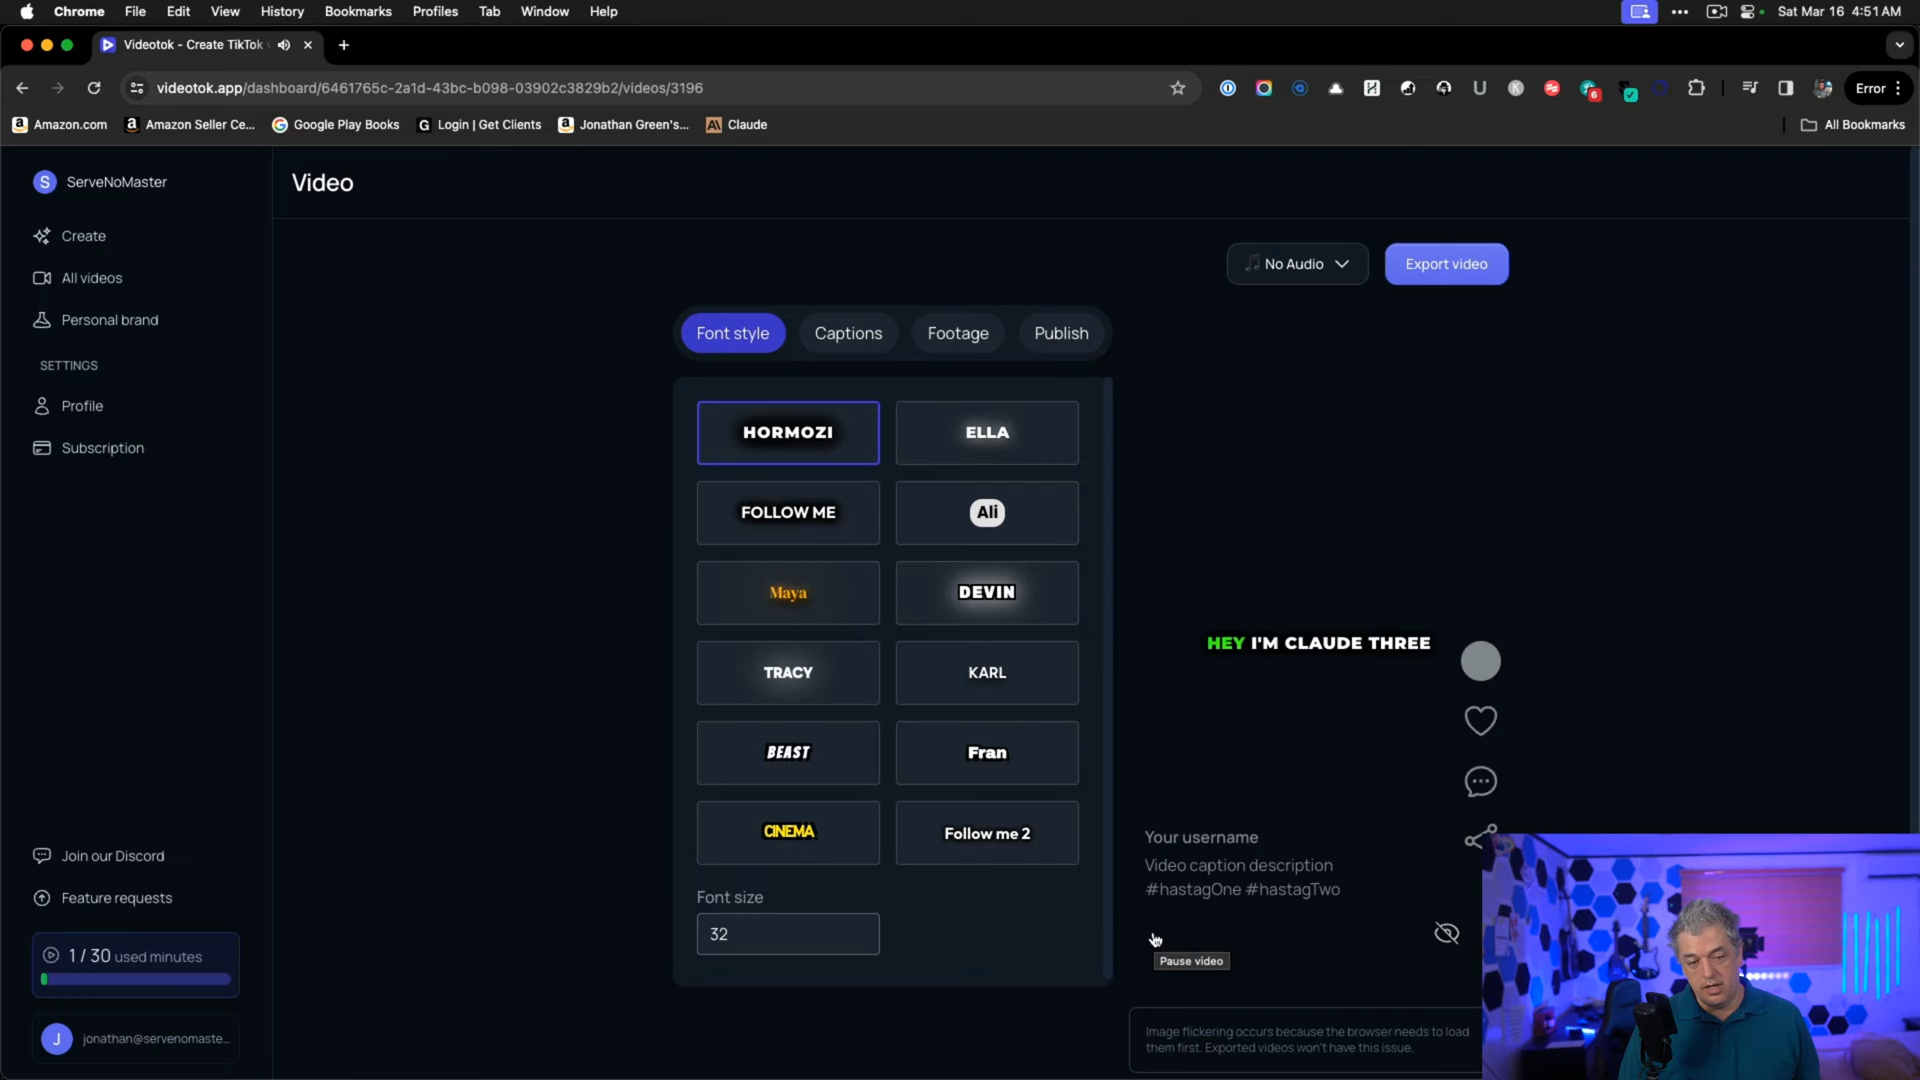 Chrome File Edit View History Bookmarks Profiles Tab Window Help Sat Mar 16 4:51 AM
Videotok - Create TikTok
videotok.app/dashboard/6461765c-2a1d-43bc-b098-03902c3829b2/videos/3196 Error
Amazon.com Amazon Seller Ce... Google Play Books Login | Get Clients Jonathan Green's... Claude All Bookmarks
S ServeNoMaster
Video
Create
All videos
Personal brand
SETTINGS
Profile
Subscription
No Audio Export video
Font style Captions Footage Publish
HORMOZI ELLA
FOLLOW ME Ali
Maya DEVIN
TRACY KARL
BEAST Fran
CINEMA Follow me 2
Font size
32
HEY I'M CLAUDE THREE
Your username
Video caption description
#hastagOne #hastagTwo
Pause video
Image flickering occurs because the browser needs to load
them first. Exported videos won't have this issue.
Join our Discord
Feature requests
1 / 30 used minutes
J jonathan@servenomaste...